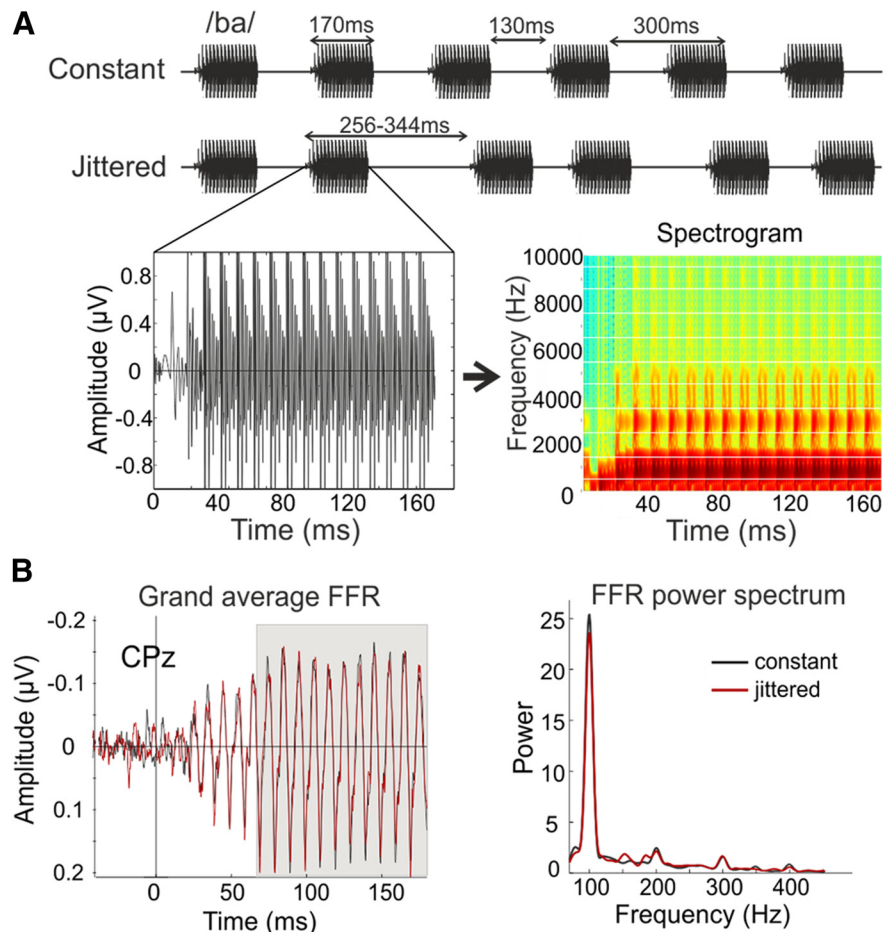 A
/ba/
170ms
130ms
300ms
Constant
256-344ms
Jittered
Spectrogram
Amplitude (µV)
0.8
0.4
0
-0.4
-0.8
0
40
80
120
160
Time (ms)
Frequency (Hz)
10000
8000
6000
4000
2000
0
40
80
120
160
Time (ms)
B
Grand average FFR
CPz
Amplitude (µV)
-0.2
-0.1
0
0.1
0.2
0
50
100
150
Time (ms)
FFR power spectrum
constant
jittered
Power
25
20
15
10
5
0
100
200
300
400
Frequency (Hz)